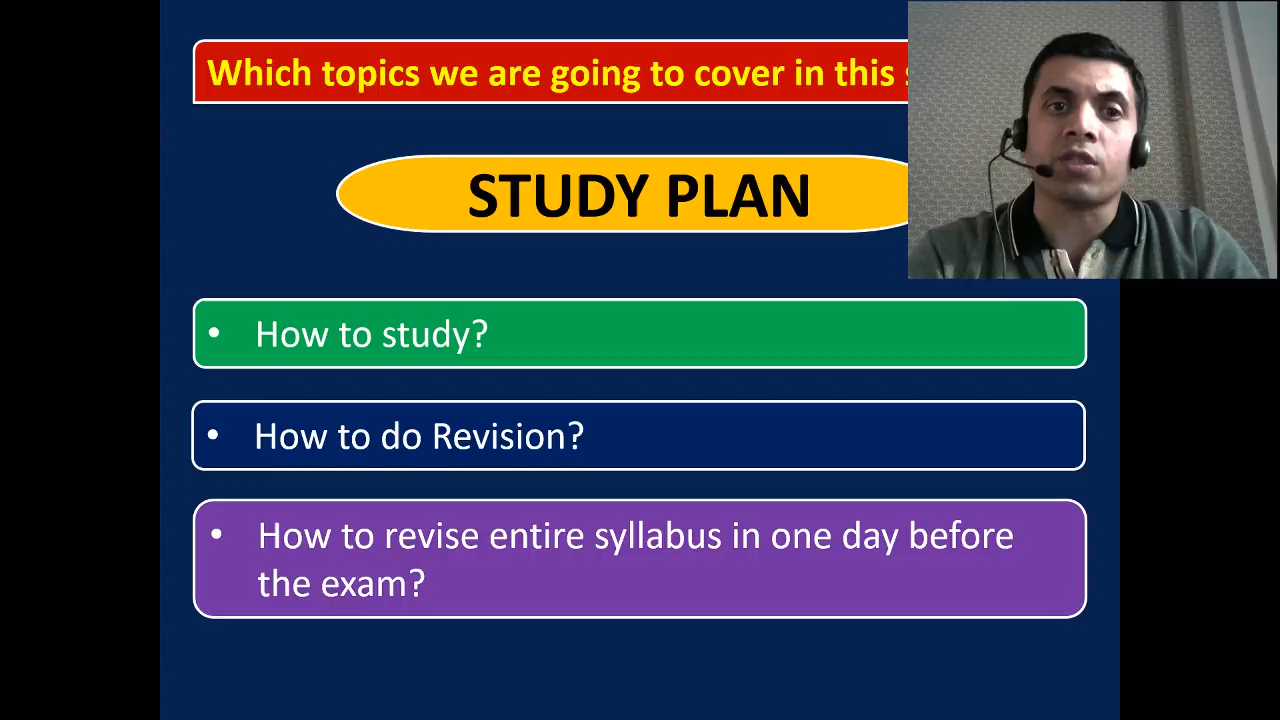 Which topics we are going to cover in this
STUDY PLAN
• How to study?
• How to do Revision?
• How to revise entire syllabus in one day before
the exam?